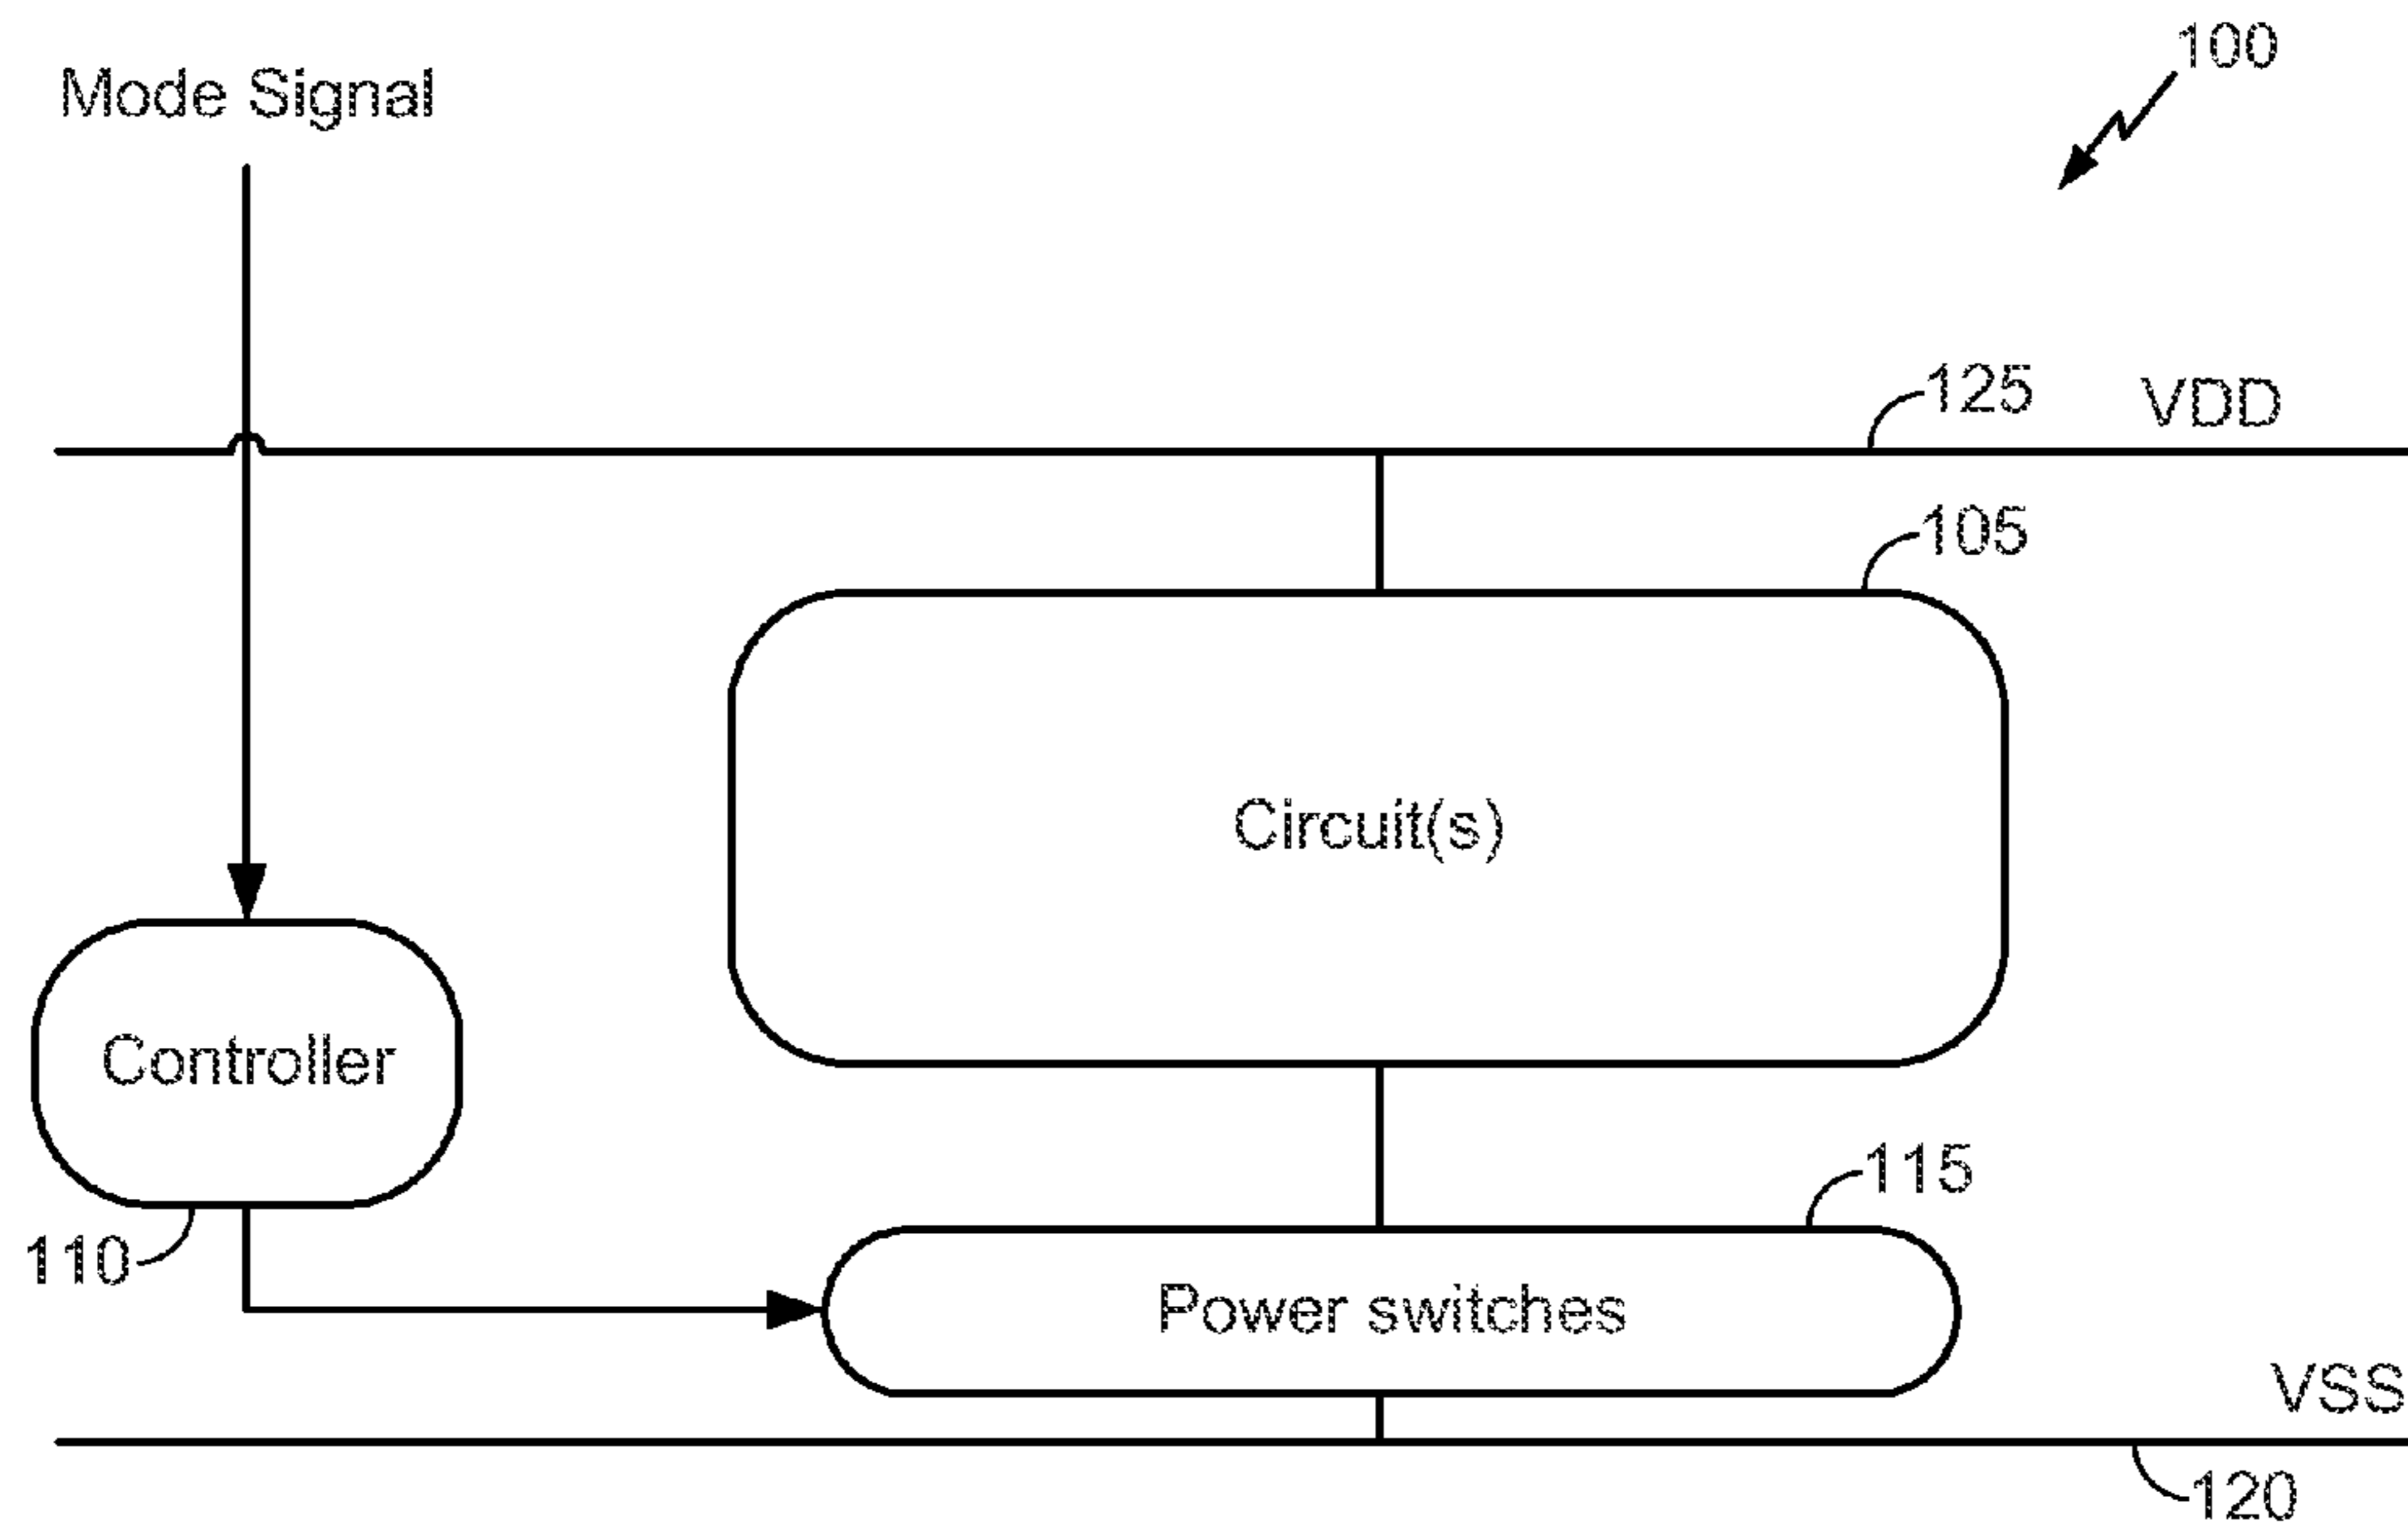 100
Mode Signal
125
VDD
105
Circuit(s)
Controller
115
110
Power switches
VSS
120